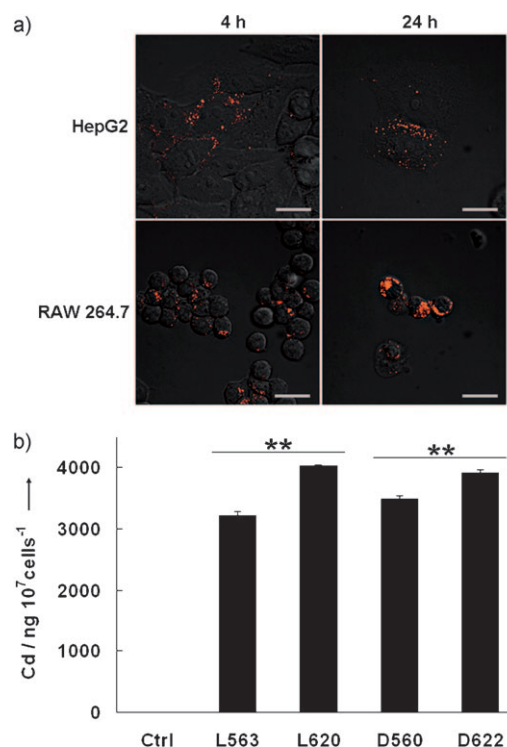 a)
4 h 24 h
HepG2
RAW 264.7
b)
** **
4000
3000
2000
1000
0
Cd / ng 10⁷cells⁻¹ ⟶
Ctrl L563 L620 D560 D622